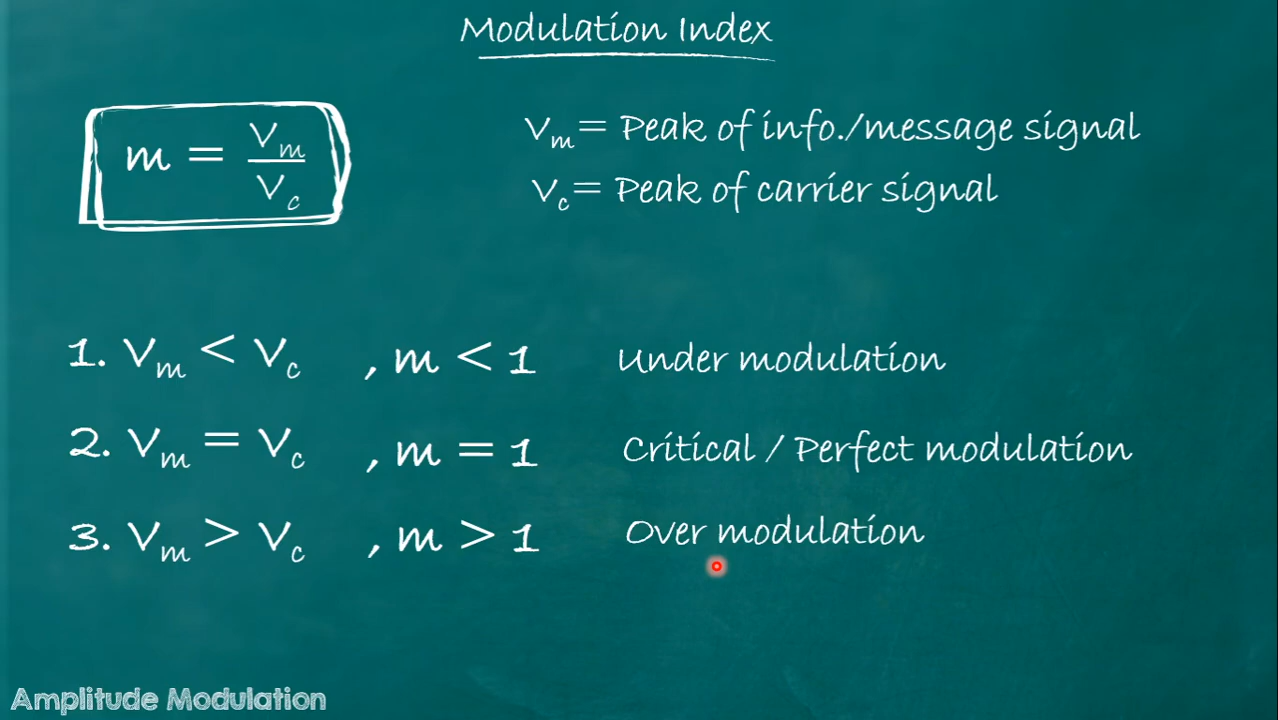 Modulation Index
m = Vm/Vc
Vm = Peak of info./message signal
Vc = Peak of carrier signal
1. Vm < Vc , m < 1 Under modulation
2. Vm = Vc , m = 1 Critical / Perfect modulation
3. Vm > Vc , m > 1 Over modulation
Amplitude Modulation